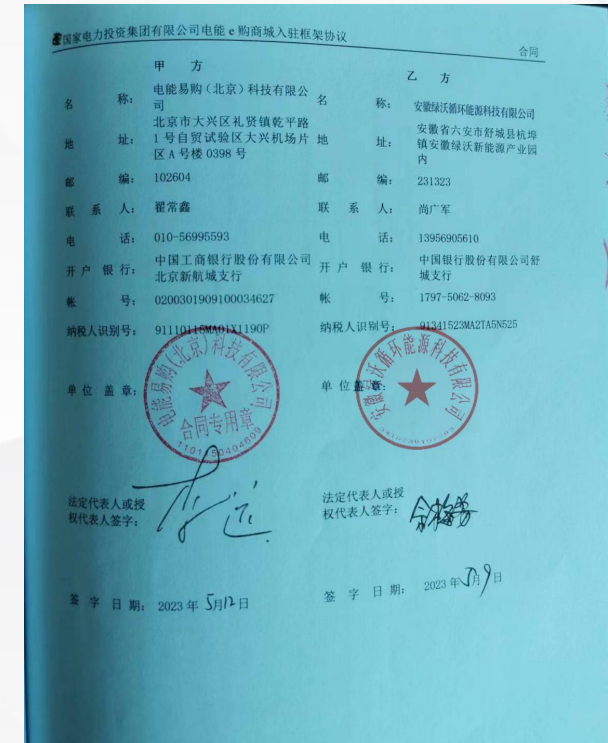 国家电力投资集团有限公司电能 e 购商城入驻框架协议
合同
甲 方
乙 方
名 称：
电能易购（北京）科技有限公
司
名 称：
安徽绿沃循环能源科技有限公司
地 址：
北京市大兴区礼贤镇乾平路
1 号自贸试验区大兴机场片
区 A 号楼 0398 号
地 址：
安徽省六安市舒城县杭埠
镇安徽绿沃新能源产业园
内
邮 编：
102604
邮 编：
231323
联 系 人：
翟常鑫
联 系 人：
尚广军
电 话：
010-56995593
电 话：
13956905610
开 户 银 行：
中国工商银行股份有限公司
北京新航城支行
开 户 银 行：
中国银行股份有限公司舒
城支行
帐 号：
0200301909100034627
帐 号：
1797-5062-8093
纳税人识别号：
91110115MA01X1190P
纳税人识别号：
91341523MA2TA5N525
单 位 盖 章：
电能易购（北京）科技有限公司
合同专用章
1101150494609
单 位 盖 章：
安徽绿沃循环能源科技有限公司
法定代表人或授
权代表人签字：
法定代表人或授
权代表人签字：
签 字 日 期： 2023 年 5月12日
签 字 日 期： 2023 年 5月9日